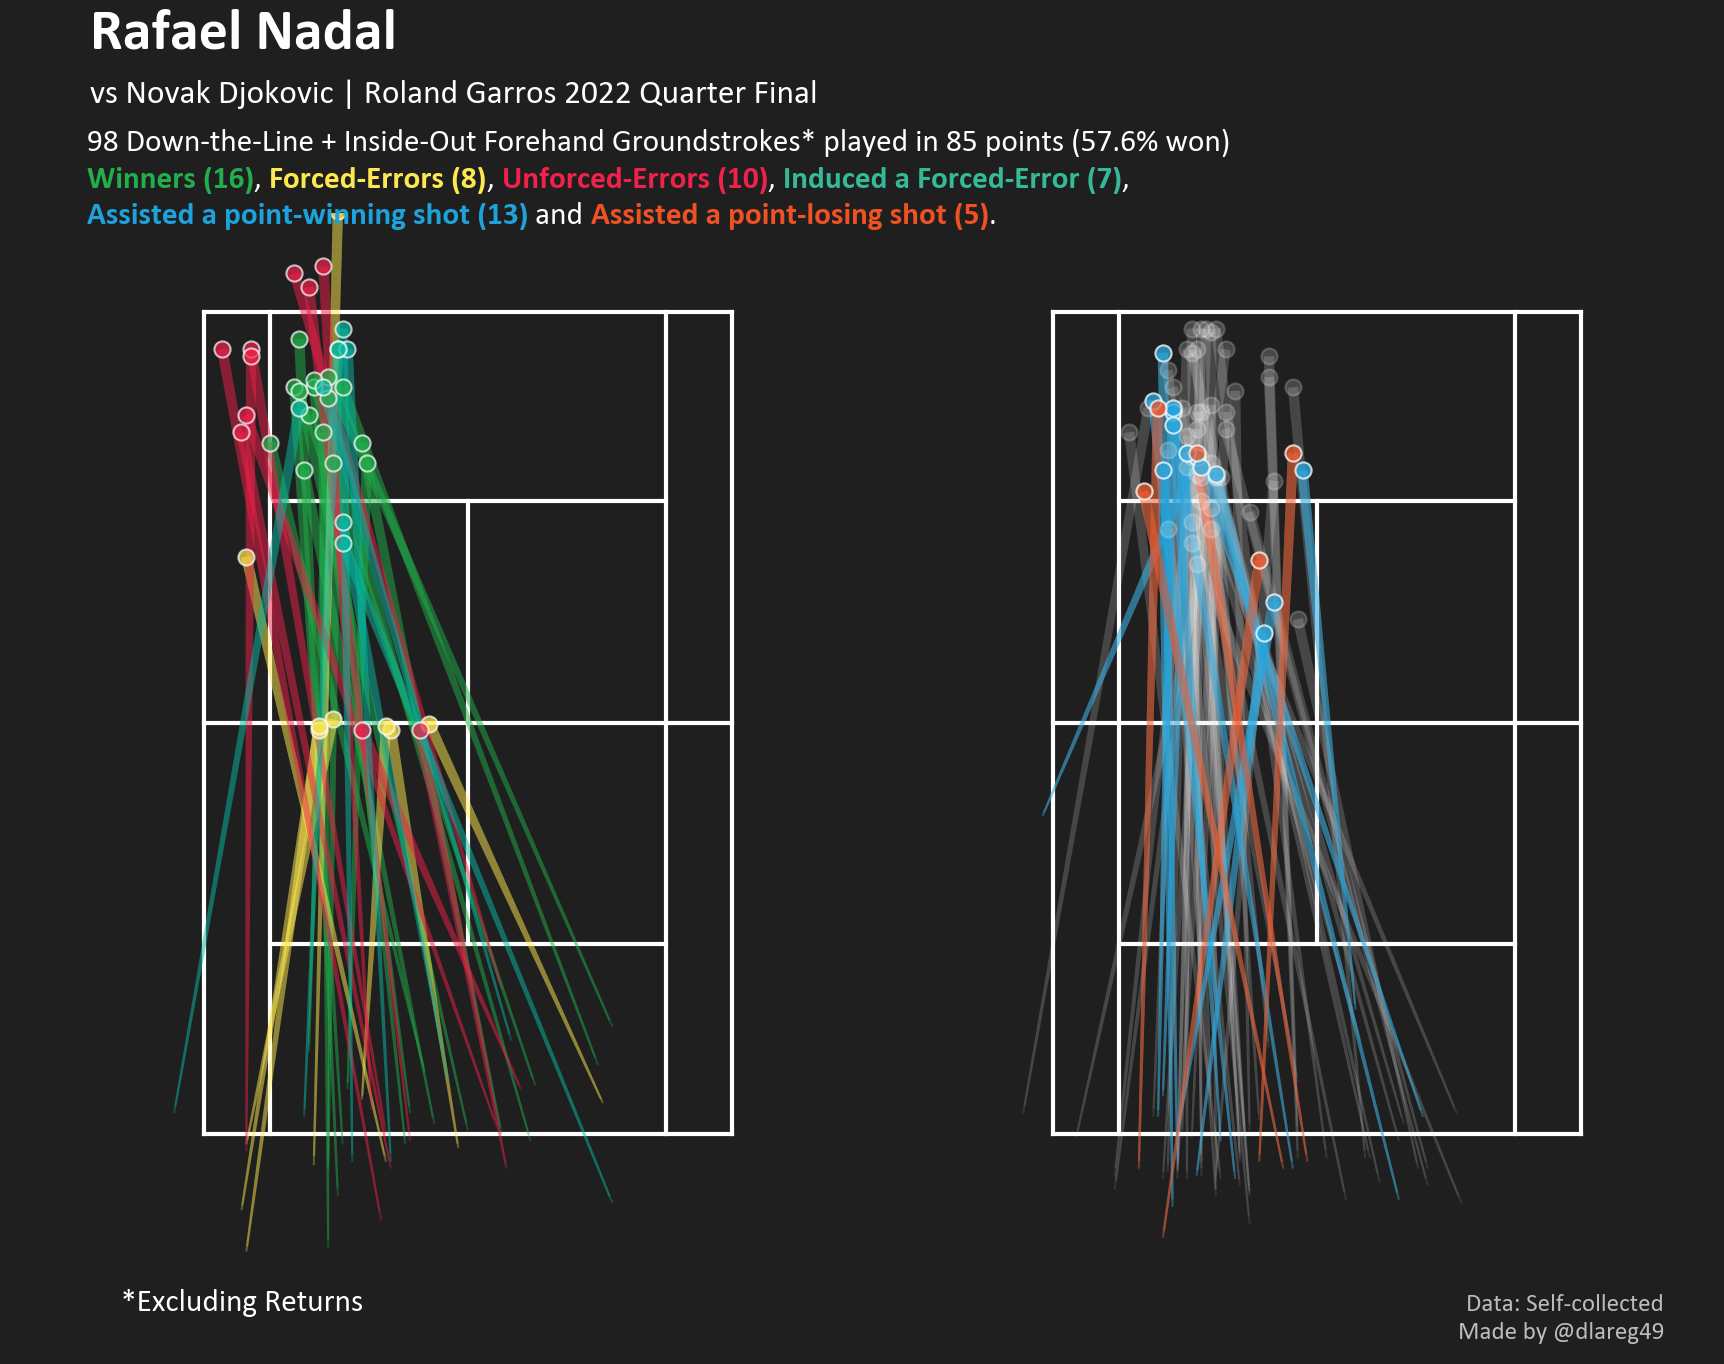 Rafael Nadal
vs Novak Djokovic | Roland Garros 2022 Quarter Final
98 Down-the-Line + Inside-Out Forehand Groundstrokes* played in 85 points (57.6% won)
Winners (16), Forced-Errors (8), Unforced-Errors (10), Induced a Forced-Error (7),
Assisted a point-winning shot (13) and Assisted a point-losing shot (5).
*Excluding Returns
Data: Self-collected
Made by @dlareg49